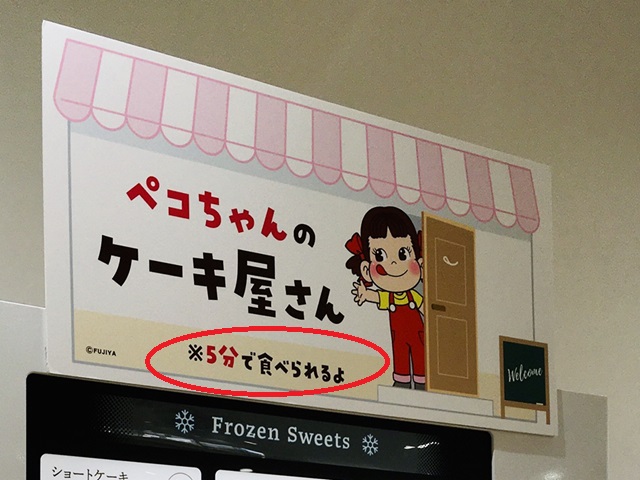 ペコちゃんの
ケーキ屋さん
©FUJIYA
※5分で食べられるよ
Welcome
Frozen Sweets
ショートケーキ